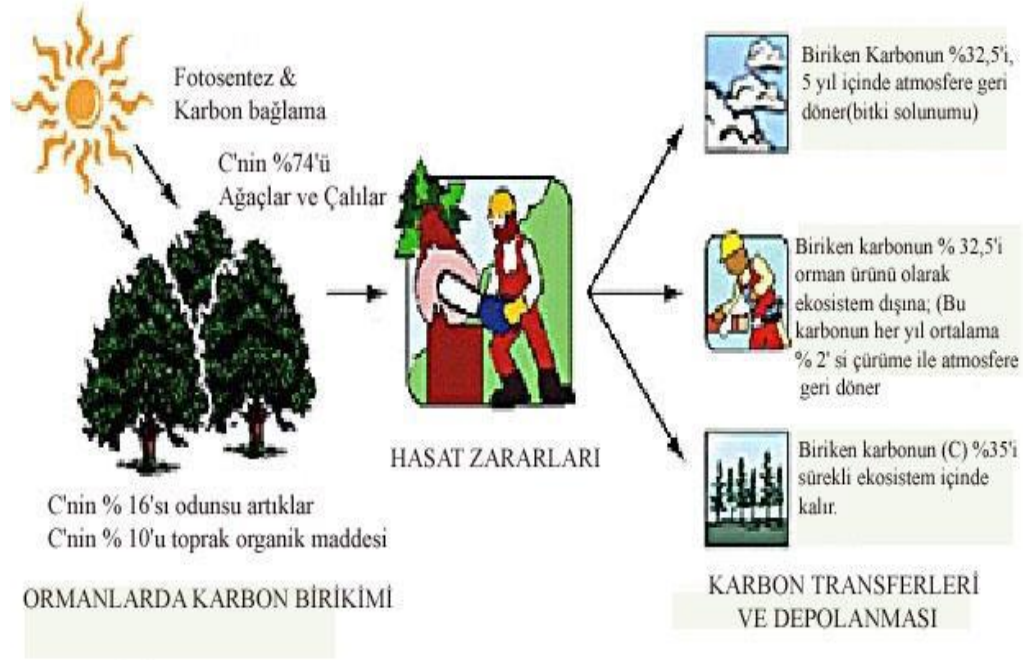 Fotosentez &
Karbon bağlama
C'nin %74'ü
Ağaçlar ve Çalılar
C'nin % 16'sı odunsu artıklar
C'nin % 10'u toprak organik maddesi
ORMANLARDA KARBON BİRİKİMİ
HASAT ZARARLARI
Biriken Karbonun %32,5'i,
5 yıl içinde atmosfere geri
döner(bitki solunumu)
Biriken karbonun % 32,5'i
orman ürünü olarak
ekosistem dışına; (Bu
karbonun her yıl ortalama
% 2' si çürüme ile atmosfere
geri döner
Biriken karbonun (C) %35'i
sürekli ekosistem içinde
kalır.
KARBON TRANSFERLERİ
VE DEPOLANMASI